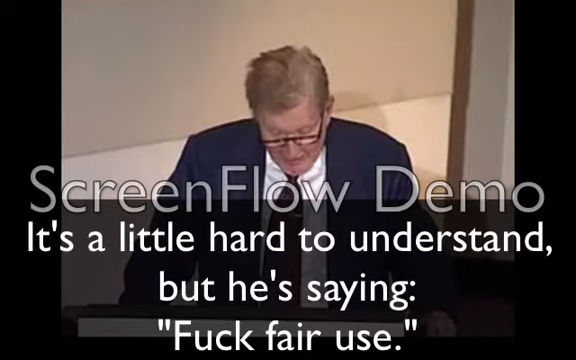 ScreenFlow Demo
It's a little hard to understand,
but he's saying:
"Fuck fair use."